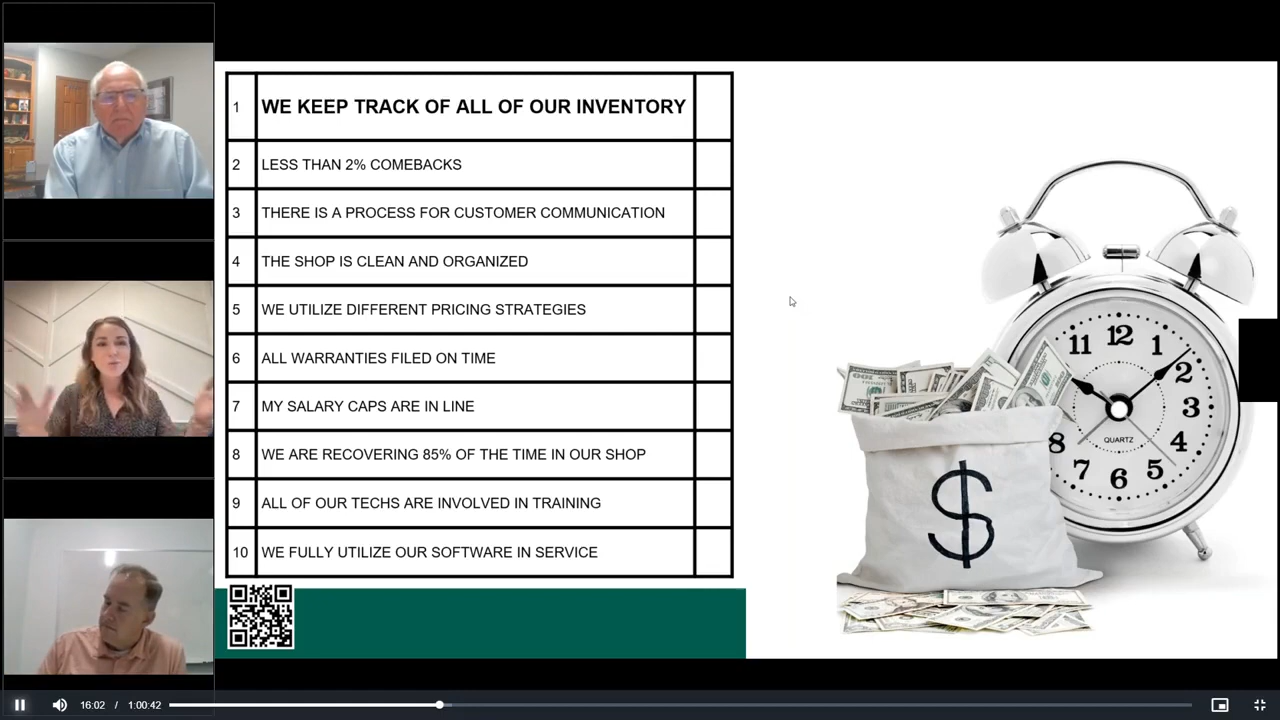 1 WE KEEP TRACK OF ALL OF OUR INVENTORY
2 LESS THAN 2% COMEBACKS
3 THERE IS A PROCESS FOR CUSTOMER COMMUNICATION
4 THE SHOP IS CLEAN AND ORGANIZED
5 WE UTILIZE DIFFERENT PRICING STRATEGIES
6 ALL WARRANTIES FILED ON TIME
7 MY SALARY CAPS ARE IN LINE
8 WE ARE RECOVERING 85% OF THE TIME IN OUR SHOP
9 ALL OF OUR TECHS ARE INVOLVED IN TRAINING
10 WE FULLY UTILIZE OUR SOFTWARE IN SERVICE
11 12 1
2
3
4
5
6
7
8
QUARTZ
$
16:02 / 1:00:42